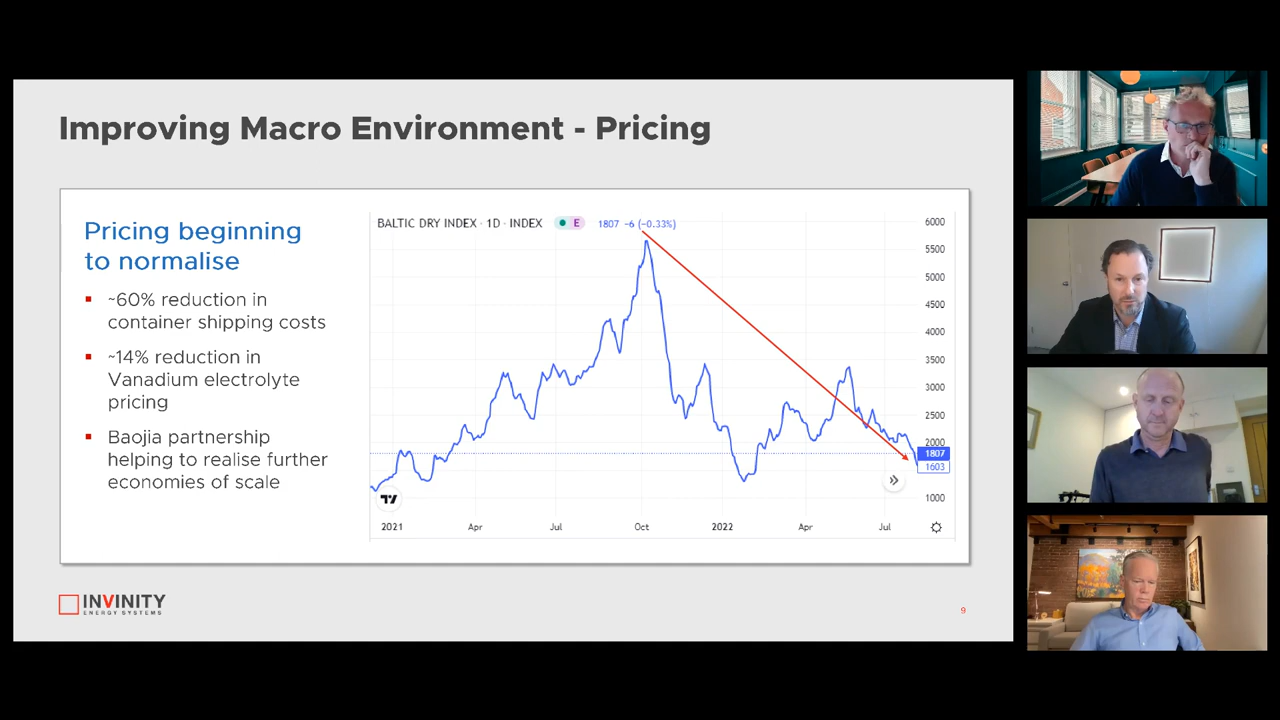 Improving Macro Environment - Pricing
Pricing beginning
to normalise
~60% reduction in
container shipping costs
~14% reduction in
Vanadium electrolyte
pricing
Baojia partnership
helping to realise further
economies of scale
BALTIC DRY INDEX · 1D · INDEX E 1807 -6 (-0.33%)
6000
5500
5000
4500
4000
3500
3000
2500
2000
1807
1603
1000
2021 Apr Jul Oct 2022 Apr Jul
INVINITY
ENERGY SYSTEMS
9